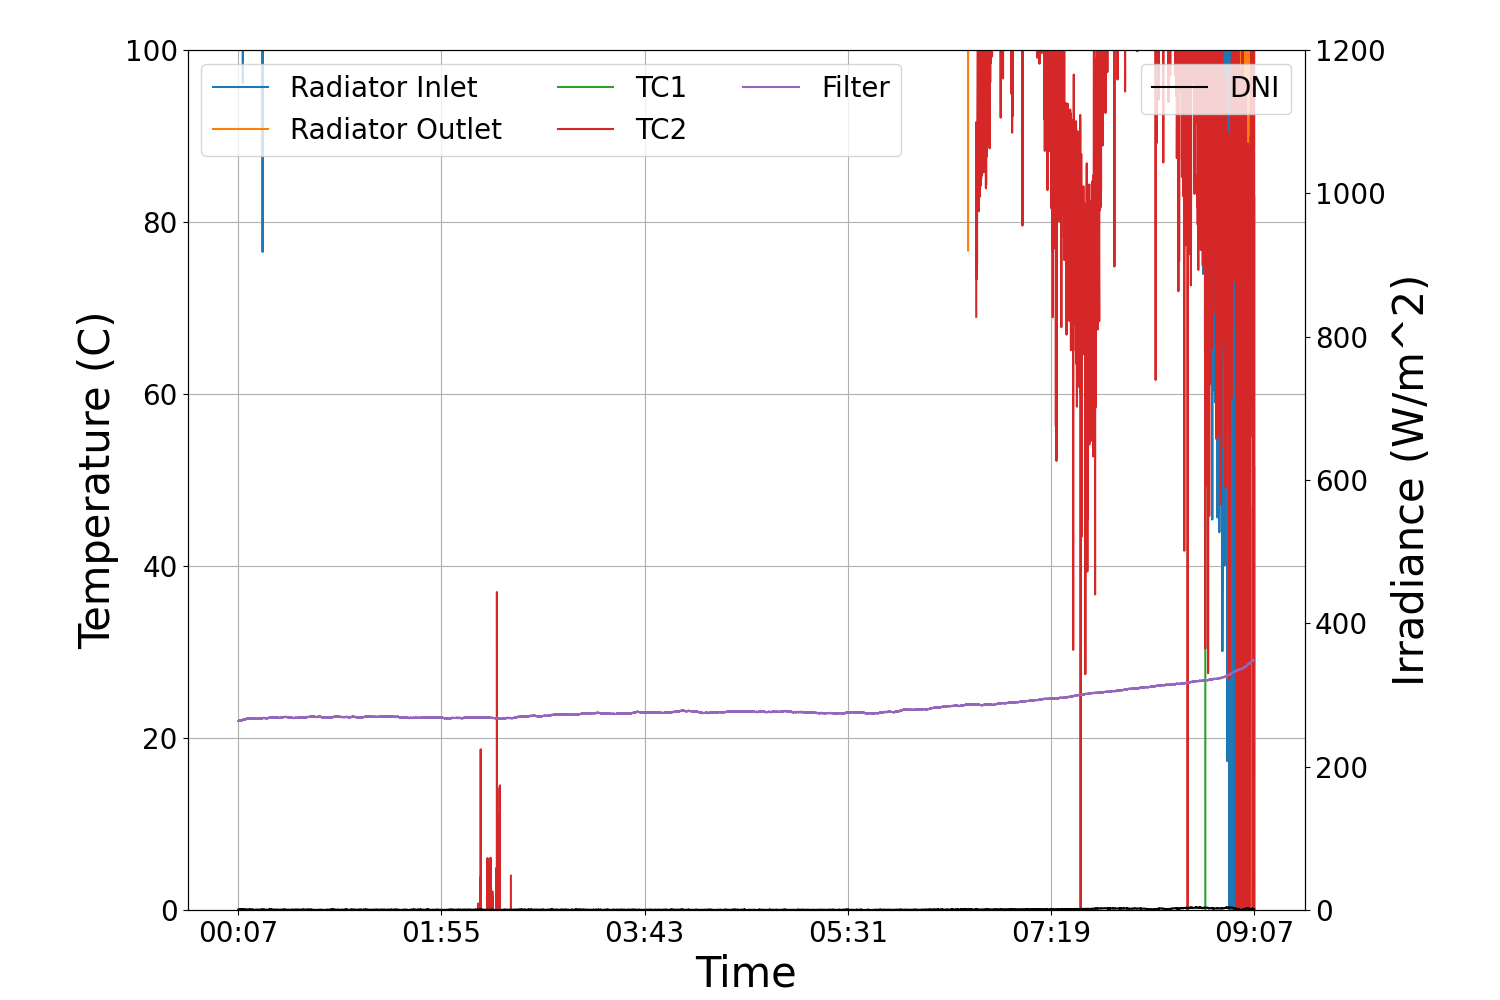 100
80
60
40
20
0
Temperature (C)
Radiator Inlet
Radiator Outlet
TC1
TC2
Filter
DNI
1200
1000
800
600
400
200
0
Irradiance (W/m^2)
00:07 01:55 03:43 05:31 07:19 09:07
Time